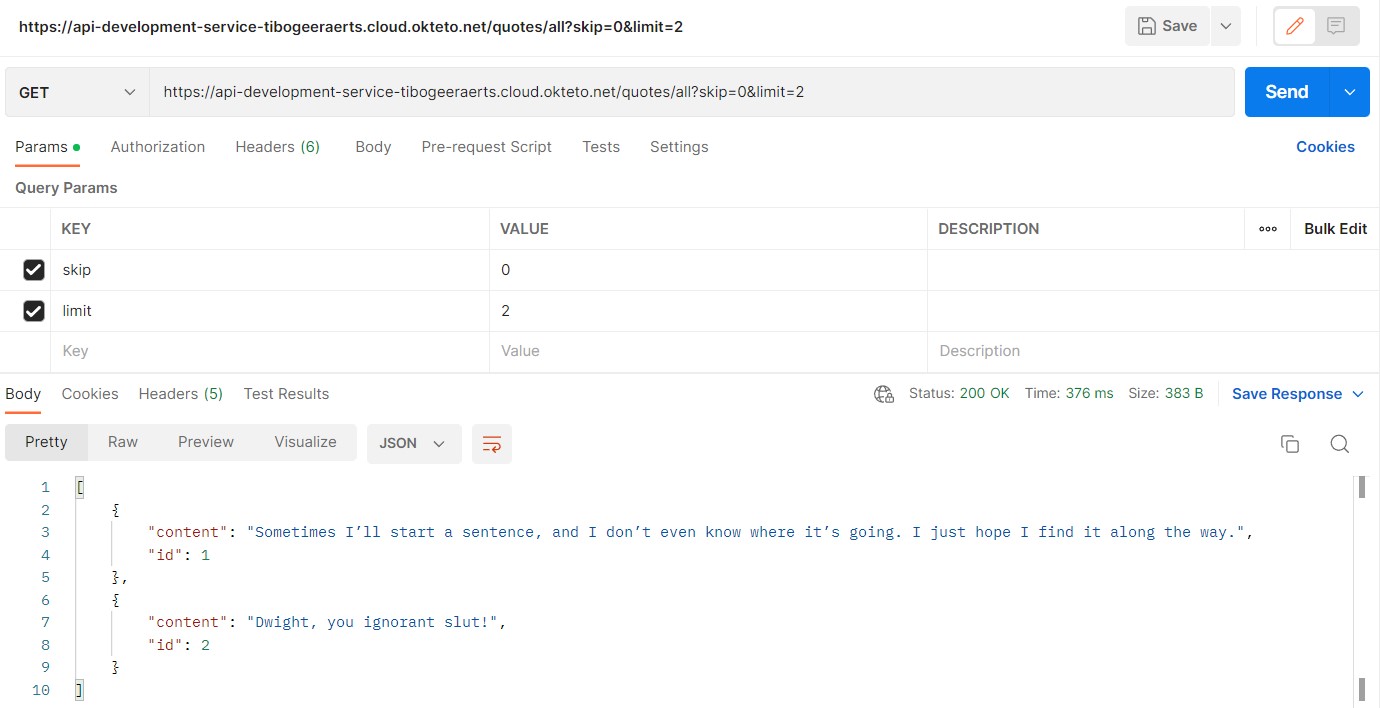 https://api-development-service-tibogeeraerts.cloud.okteto.net/quotes/all?skip=0&limit=2
Save
GET
https://api-development-service-tibogeeraerts.cloud.okteto.net/quotes/all?skip=0&limit=2
Send
Params Authorization Headers (6) Body Pre-request Script Tests Settings Cookies
Query Params
KEY VALUE DESCRIPTION Bulk Edit
skip 0
limit 2
Key Value Description
Body Cookies Headers (5) Test Results Status: 200 OK Time: 376 ms Size: 383 B Save Response
Pretty Raw Preview Visualize JSON
1 [
2 {
3 "content": "Sometimes I’ll start a sentence, and I don’t even know where it’s going. I just hope I find it along the way.",
4 "id": 1
5 },
6 {
7 "content": "Dwight, you ignorant slut!",
8 "id": 2
9 }
10 ]